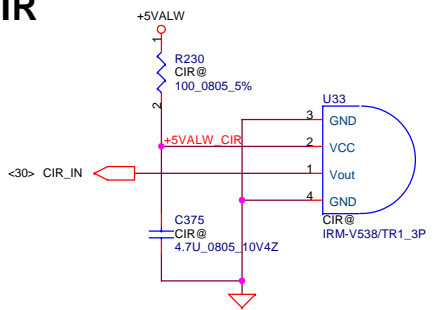 IR
+5VALW
1
R230
CIR@
100_0805_5%
2
U33
3
GND
+5VALW_CIR
2
VCC
<30>
CIR_IN
1
Vout
4
GND
C375
CIR@
4.7U_0805_10V4Z
CIR@
IRM-V538/TR1_3P